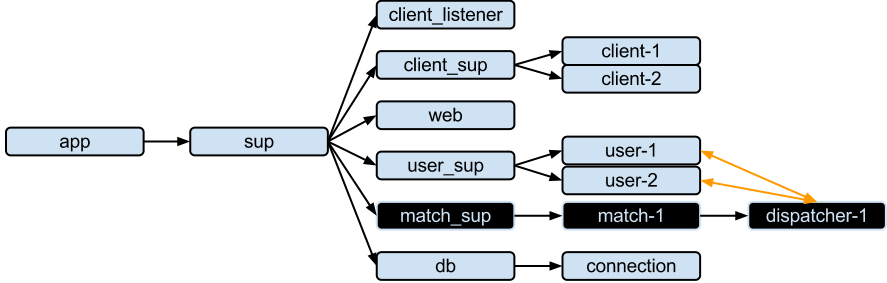 client_listener
client_sup
client-1
client-2
web
app
sup
user_sup
user-1
user-2
match_sup
match-1
dispatcher-1
db
connection